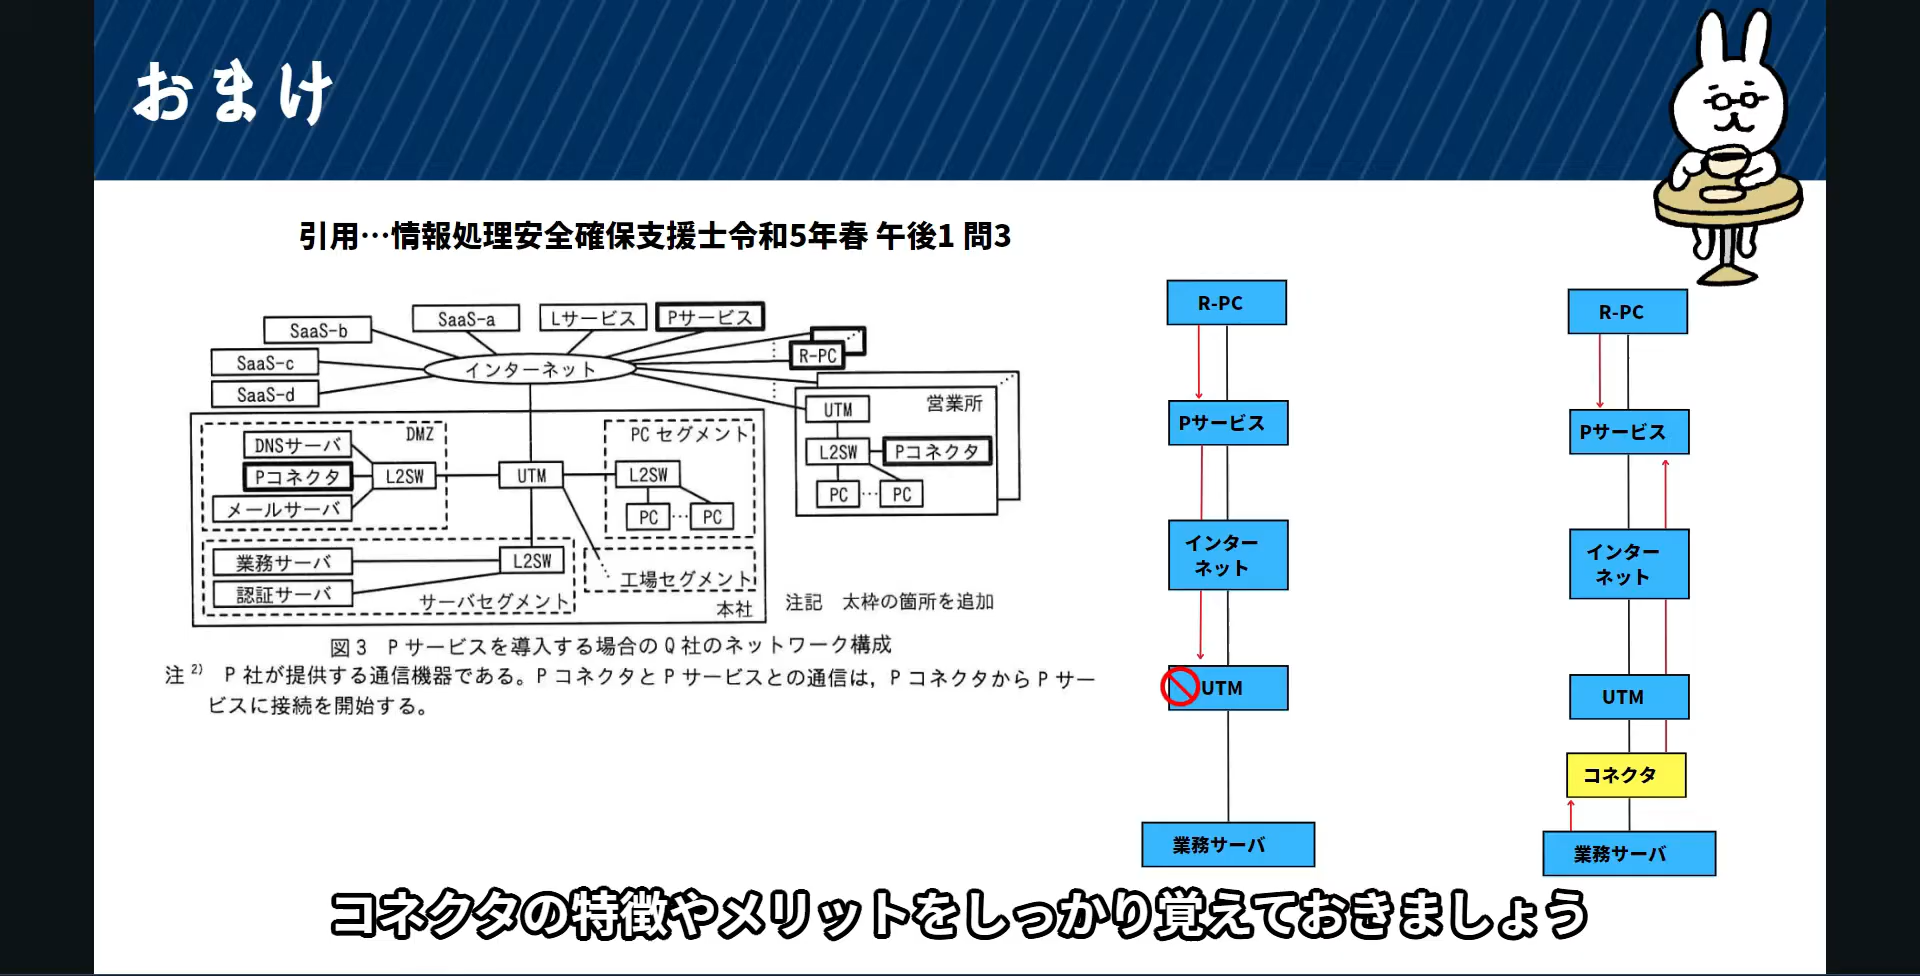 おまけ
引用…情報処理安全確保支援士令和5年春 午後1 問3
SaaS-b
SaaS-a
Lサービス
Pサービス
SaaS-c
SaaS-d
インターネット
R-PC
UTM
営業所
L2SW
Pコネクタ
PC
…
PC
DMZ
DNSサーバ
Pコネクタ
メールサーバ
L2SW
UTM
PCセグメント
L2SW
PC
…
PC
業務サーバ
認証サーバ
L2SW
サーバセグメント
工場セグメント
本社
注記 太枠の箇所を追加
図3 Pサービスを導入する場合のQ社のネットワーク構成
注2) P社が提供する通信機器である。PコネクタとPサービスとの通信は，PコネクタからPサー
ビスに接続を開始する。
R-PC
Pサービス
インター
ネット
UTM
業務サーバ
R-PC
Pサービス
インター
ネット
UTM
コネクタ
業務サーバ
コネクタの特徴やメリットをしっかり覚えておきましょう